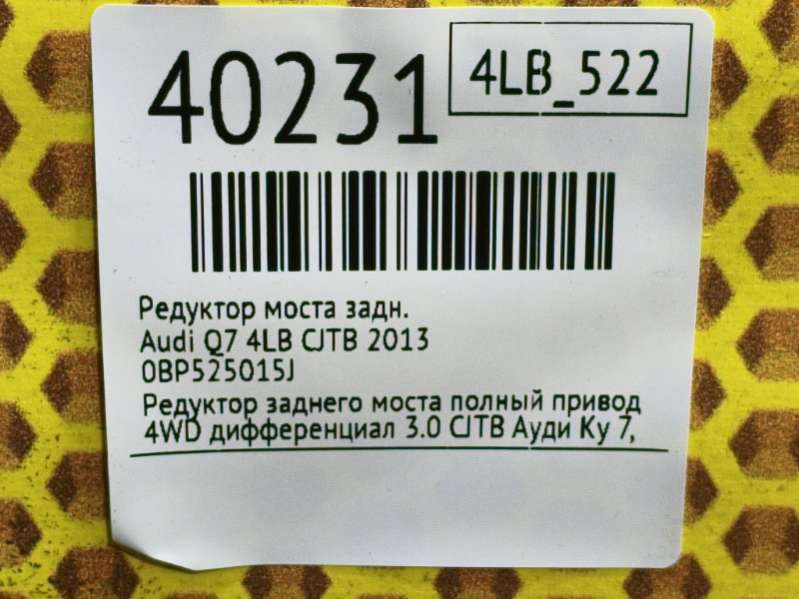 40231
4LB_522
Редуктор моста задн.
Audi Q7 4LB CJTB 2013
0BP525015J
Редуктор заднего моста полный привод
4WD дифференциал 3.0 CJTB Ауди Ку 7,